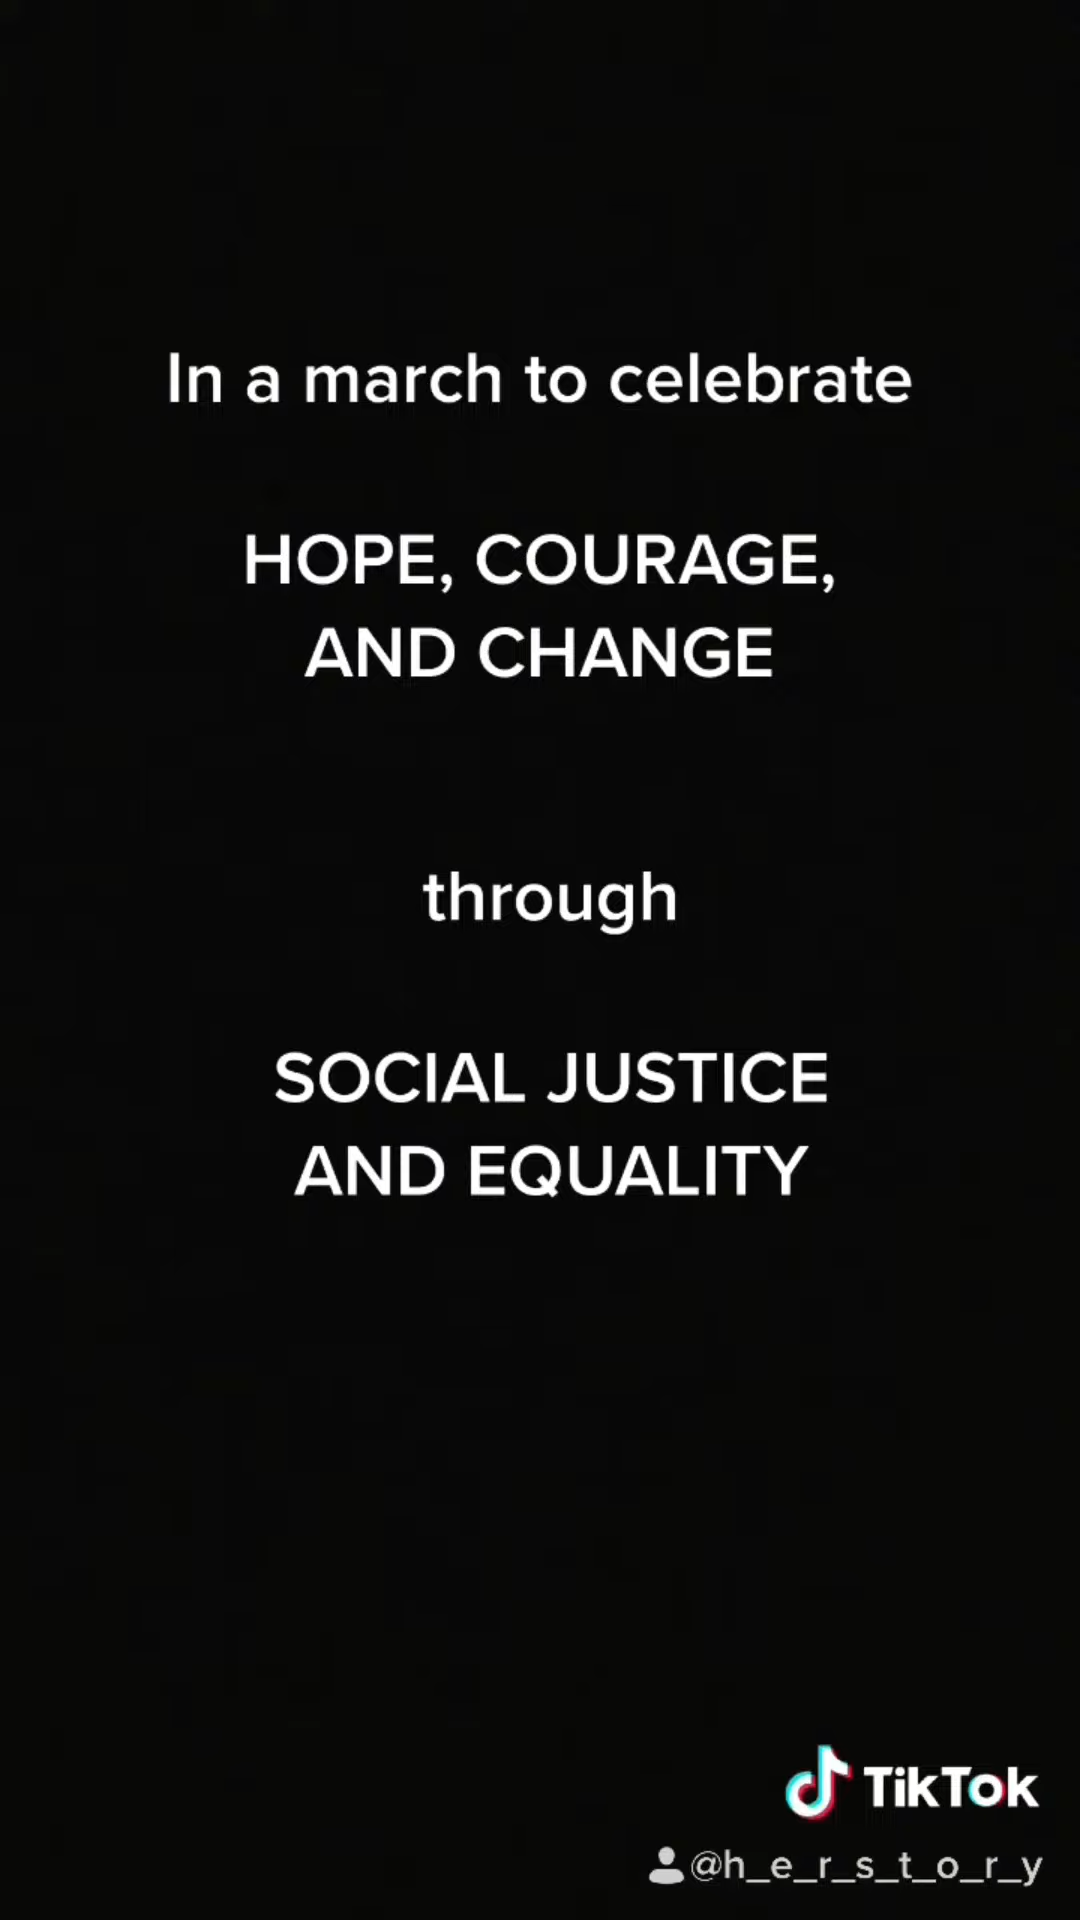 In a march to celebrate
HOPE, COURAGE,
AND CHANGE
through
SOCIAL JUSTICE
AND EQUALITY
TikTok
@h_e_r_s_t_o_r_y